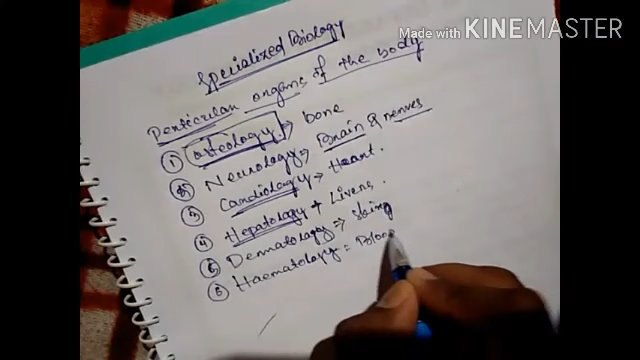 Made with KINEMASTER
Specialized Biology
Particular organs of the body
① Osteology → bone
② Neurology → Brain & nerves
③ Cardiology → Heart.
④ Hepatology → Livers.
⑤ Dermatology → Skin
⑥ Haematology =